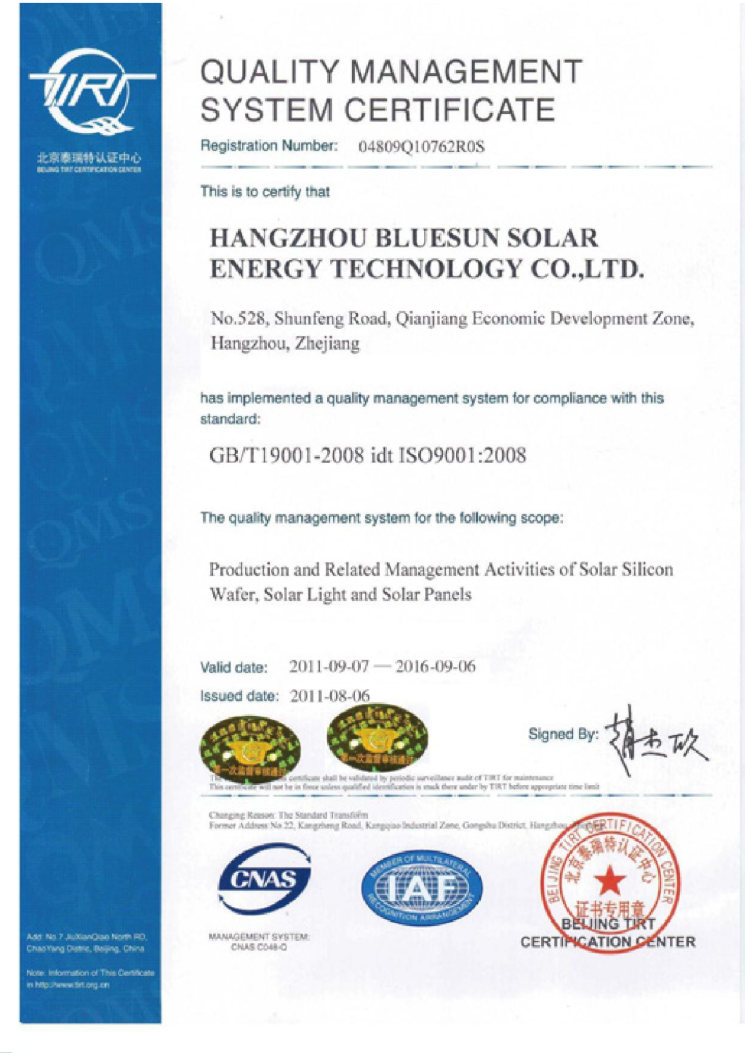 TIRT
北京泰瑞特认证中心
BEIJING TIRT CERTIFICATION CENTER
QUALITY MANAGEMENT
SYSTEM CERTIFICATE
Registration Number: 04809Q10762R0S
This is to certify that
HANGZHOU BLUESUN SOLAR
ENERGY TECHNOLOGY CO.,LTD.
No.528, Shunfeng Road, Qianjiang Economic Development Zone,
Hangzhou, Zhejiang
has implemented a quality management system for compliance with this
standard:
GB/T19001-2008 idt ISO9001:2008
The quality management system for the following scope:
Production and Related Management Activities of Solar Silicon
Wafer, Solar Light and Solar Panels
Valid date: 2011-09-07 — 2016-09-06
Issued date: 2011-08-06
Signed By:
certificate shall be validated by periodic surveillance audit of TIRT for maintenance
This certificate will not be in force unless qualified identification is stuck there under by TIRT before appropriate time limit
Changing Reason: The Standard Transform
Former Address: No 22, Kangzheng Road, Kangqiao Industrial Zone, Gongshu District, Hangzhou
CNAS
MANAGEMENT SYSTEM:
CNAS C048-Q
MEMBER OF MULTILATERAL
IAF
RECOGNITION ARRANGEMENT
BEIJING TIRT CERTIFICATION CENTER
北京泰瑞特认证中心
证书专用章
BEIJING TIRT
CERTIFICATION CENTER
Add: No.7 JiuXianQiao North RD,
ChaoYang Distric, Beijing, China
Note: Information of This Certificate
in http://www.tirt.org.cn
QMS
QMS
QMS
QMS
QMS
QMS
QMS